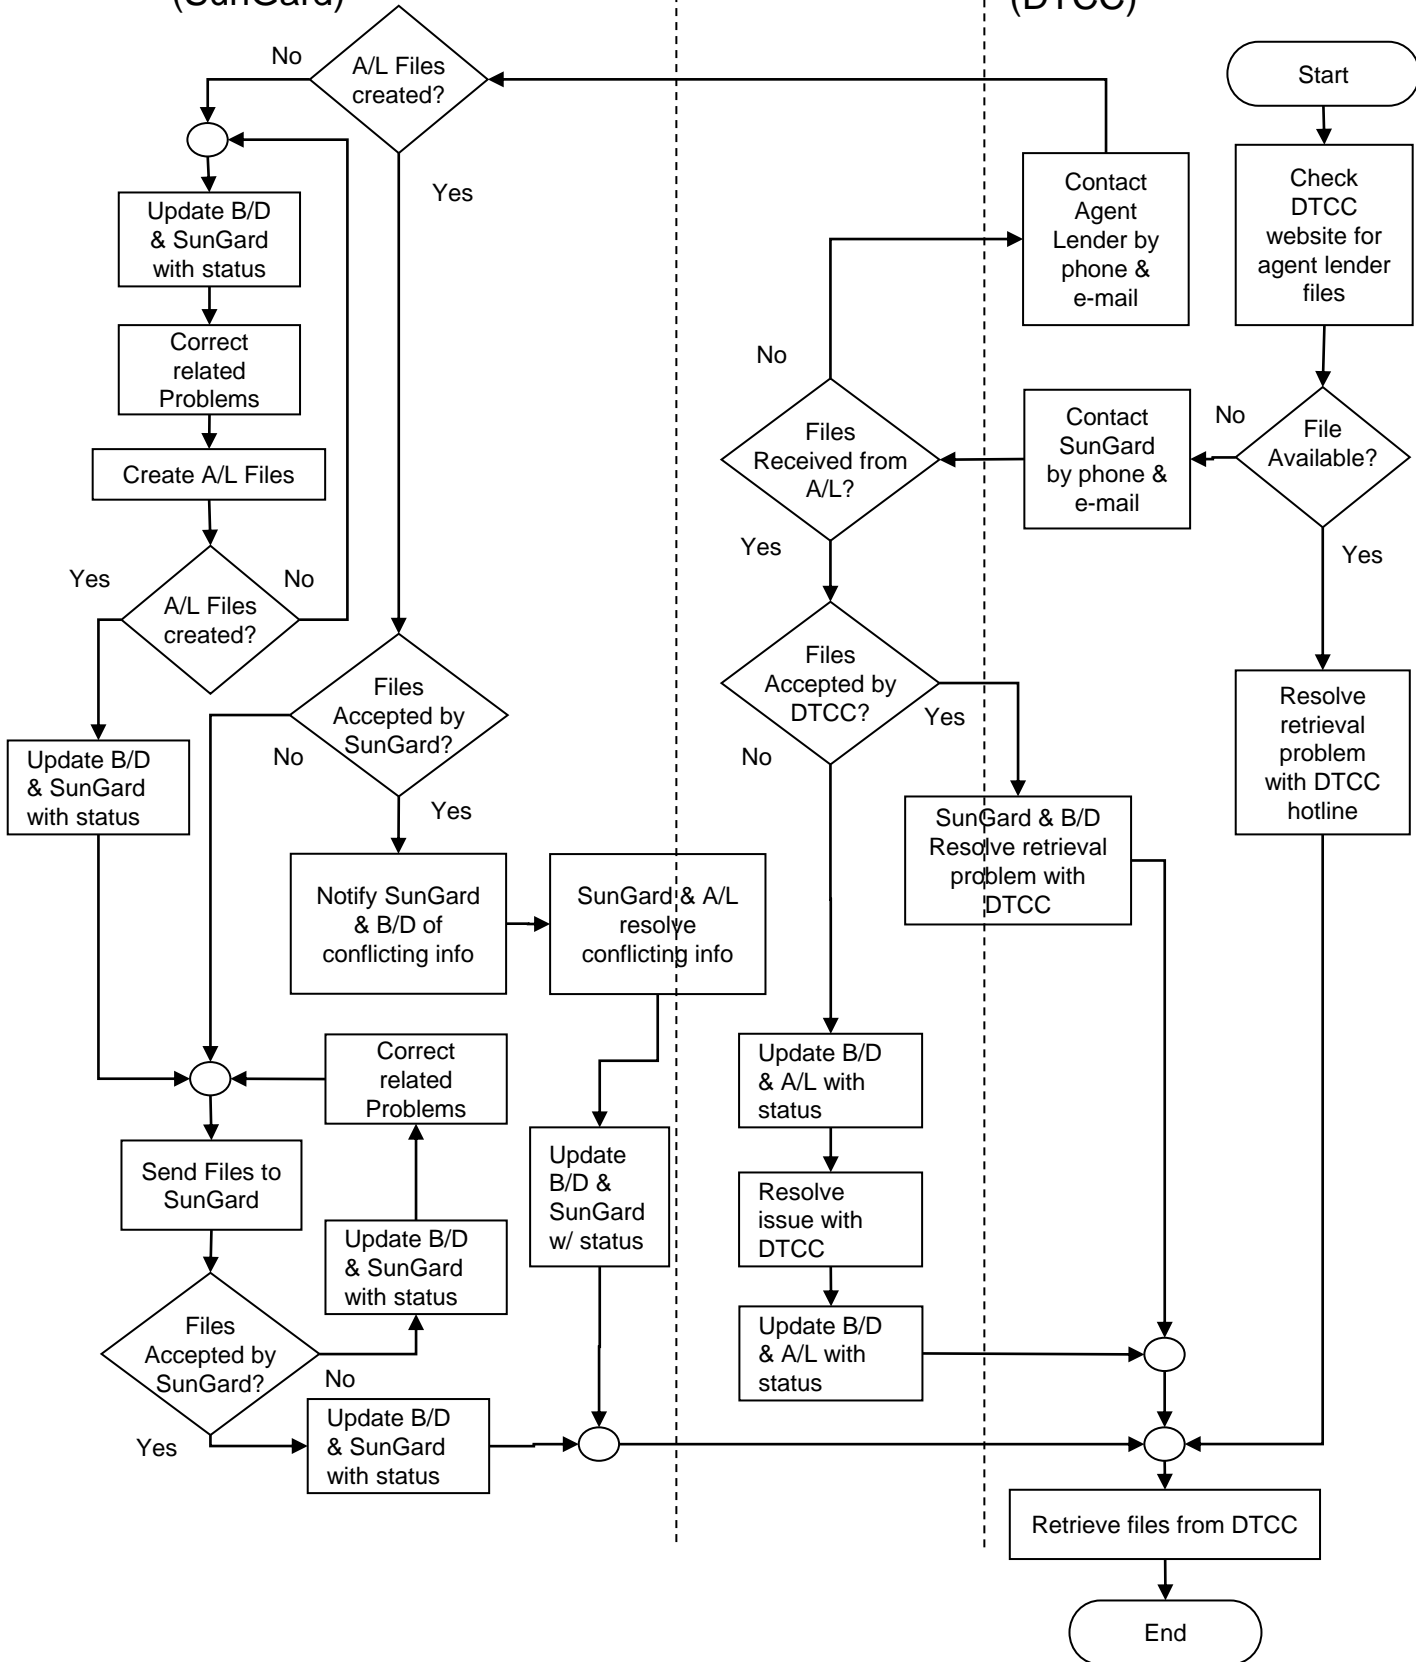 (SunGard)
(DTCC)
No
A/L Files
created?
Start
Yes
Update B/D
& SunGard
with status
Contact
Agent
Lender by
phone &
e-mail
Check
DTCC
website for
agent lender
files
Correct
related
Problems
No
Create A/L Files
Files
Received from
A/L?
Contact
SunGard
by phone &
e-mail
No
File
Available?
Yes
No
A/L Files
created?
Yes
Yes
Files
Accepted by
SunGard?
No
Yes
Files
Accepted by
DTCC?
Yes
No
Resolve
retrieval
problem
with DTCC
hotline
Update B/D
& SunGard
with status
SunGard & B/D
Resolve retrieval
problem with
DTCC
Notify SunGard
& B/D of
conflicting info
SunGard & A/L
resolve
conflicting info
Correct
related
Problems
Update B/D
& A/L with
status
Send Files to
SunGard
Update
B/D &
SunGard
w/ status
Resolve
issue with
DTCC
Update B/D
& SunGard
with status
Files
Accepted by
SunGard?
No
Yes
Update B/D
& A/L with
status
Update B/D
& SunGard
with status
Retrieve files from DTCC
End